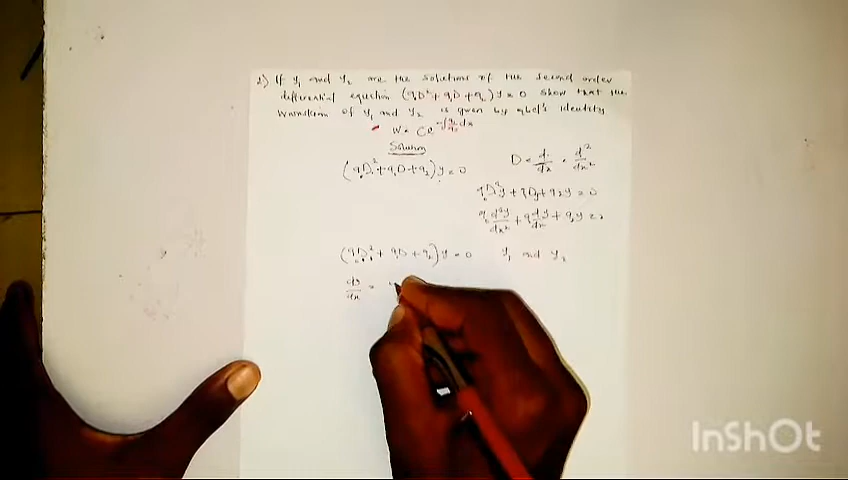 2) If y₁ and y₂ are the solutions of the second order
differential equation (q₀D² + q₁D + q₂)y = 0 show that the
wronskian of y₁ and y₂ is given by abel's identity
W = Ce^-∫q₁/q₀ dx
Solution
(q₀D² + q₁D + q₂)y = 0 D = d/dx = d²/dx²
q₀D²y + q₁Dy + q₂y = 0
q₀ d²y/dx² + q₁ dy/dx + q₂y = 0
(q₀D² + q₁D + q₂)y = 0 y₁ and y₂
dy/dx =
InShOt